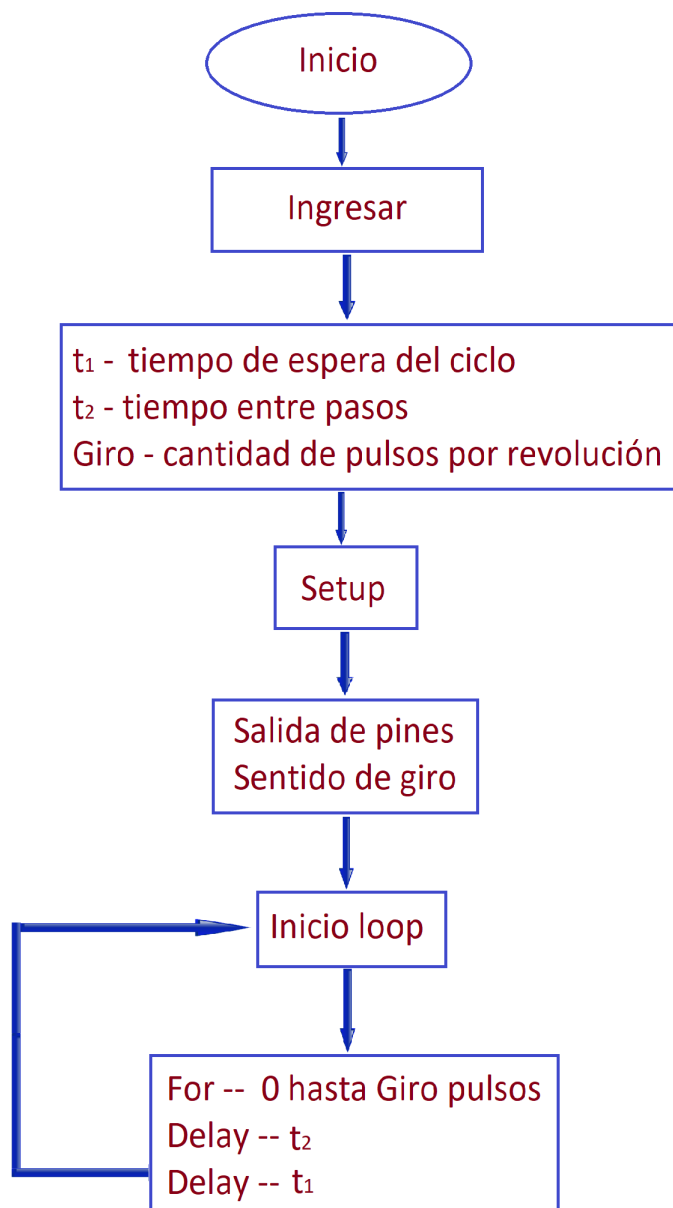 Inicio
Ingresar
t₁ - tiempo de espera del ciclo
t₂ - tiempo entre pasos
Giro - cantidad de pulsos por revolución
Setup
Salida de pines
Sentido de giro
Inicio loop
For -- 0 hasta Giro pulsos
Delay -- t₂
Delay -- t₁